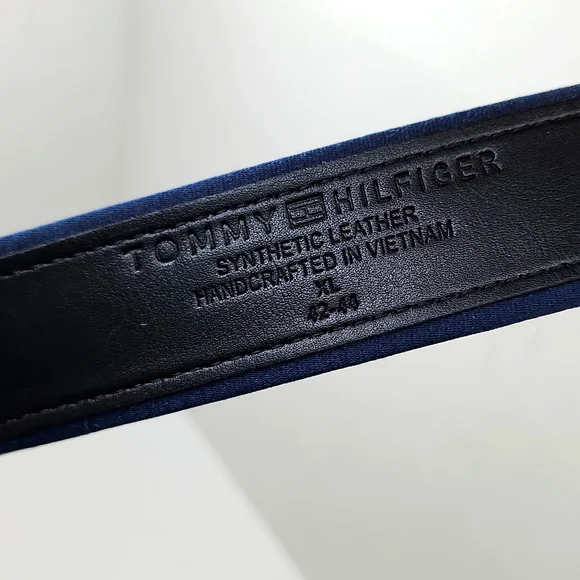 TOMMY HILFIGER
SYNTHETIC LEATHER
HANDCRAFTED IN VIETNAM
XL
42-44